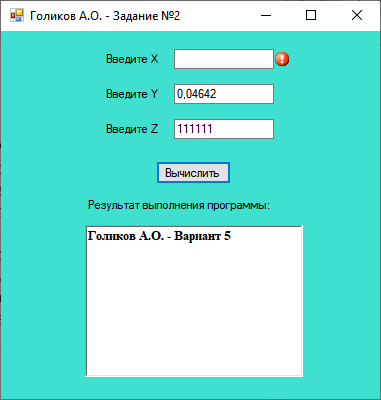 Голиков А.О. - Задание №2
Введите X
Введите Y 0,04642
Введите Z 111111
Вычислить
Результат выполнения программы:
Голиков А.О. - Вариант 5